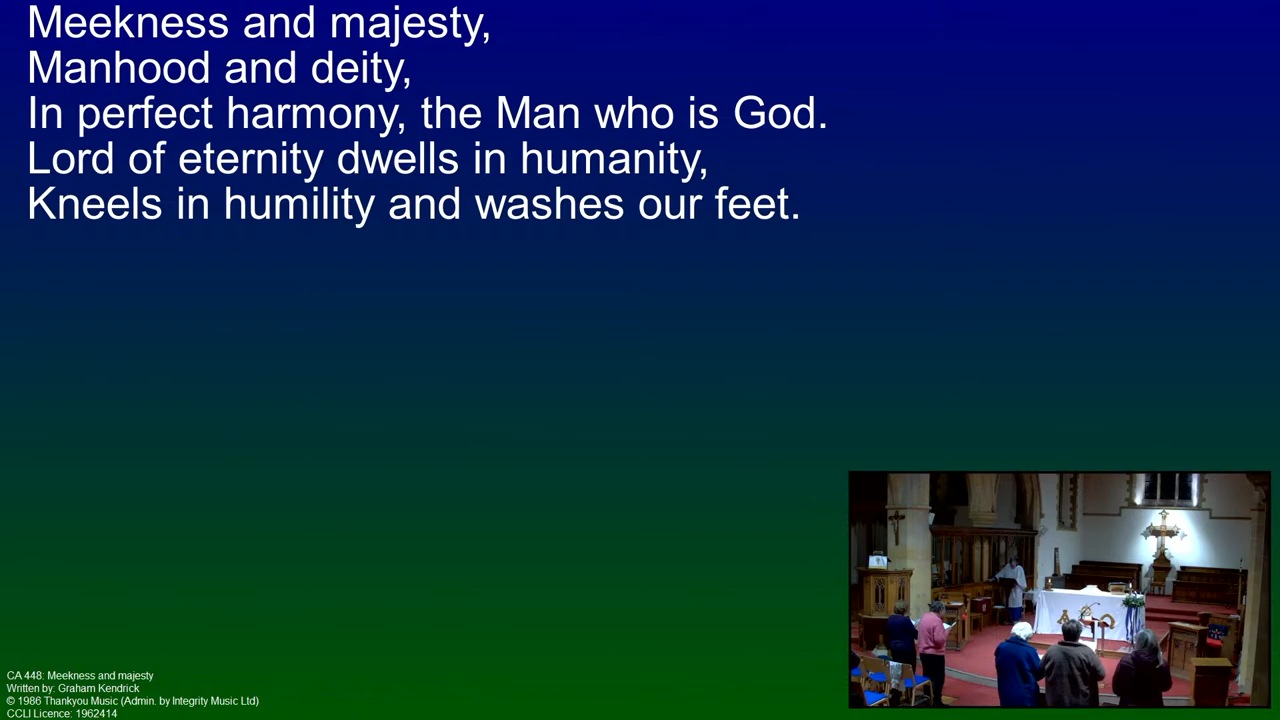 Meekness and majesty,
Manhood and deity,
In perfect harmony, the Man who is God.
Lord of eternity dwells in humanity,
Kneels in humility and washes our feet.
CA 448: Meekness and majesty
Written by: Graham Kendrick
© 1986 Thankyou Music (Admin. by Integrity Music Ltd)
CCLI Licence: 1962414